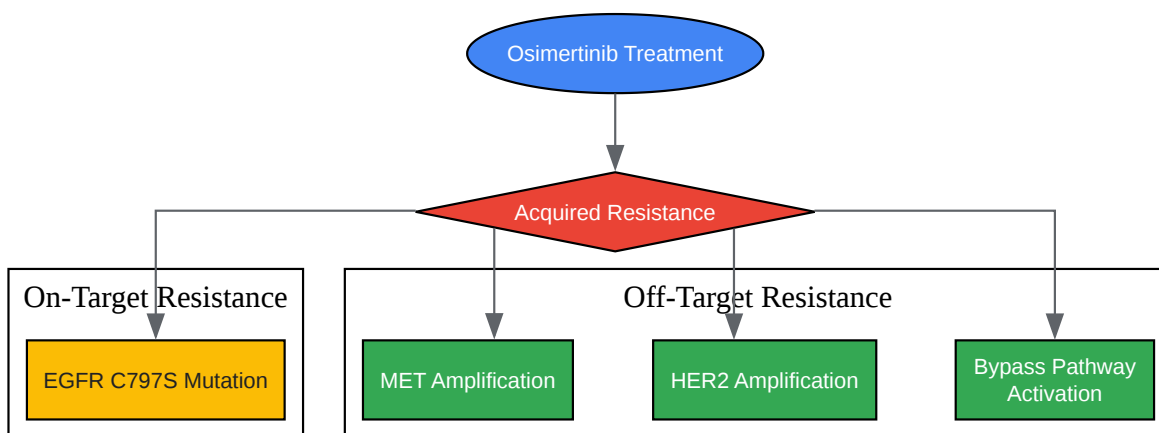 Osimertinib Treatment
Acquired Resistance
On-Target Resistance
Off-Target Resistance
EGFR C797S Mutation
MET Amplification
HER2 Amplification
Bypass Pathway
Activation